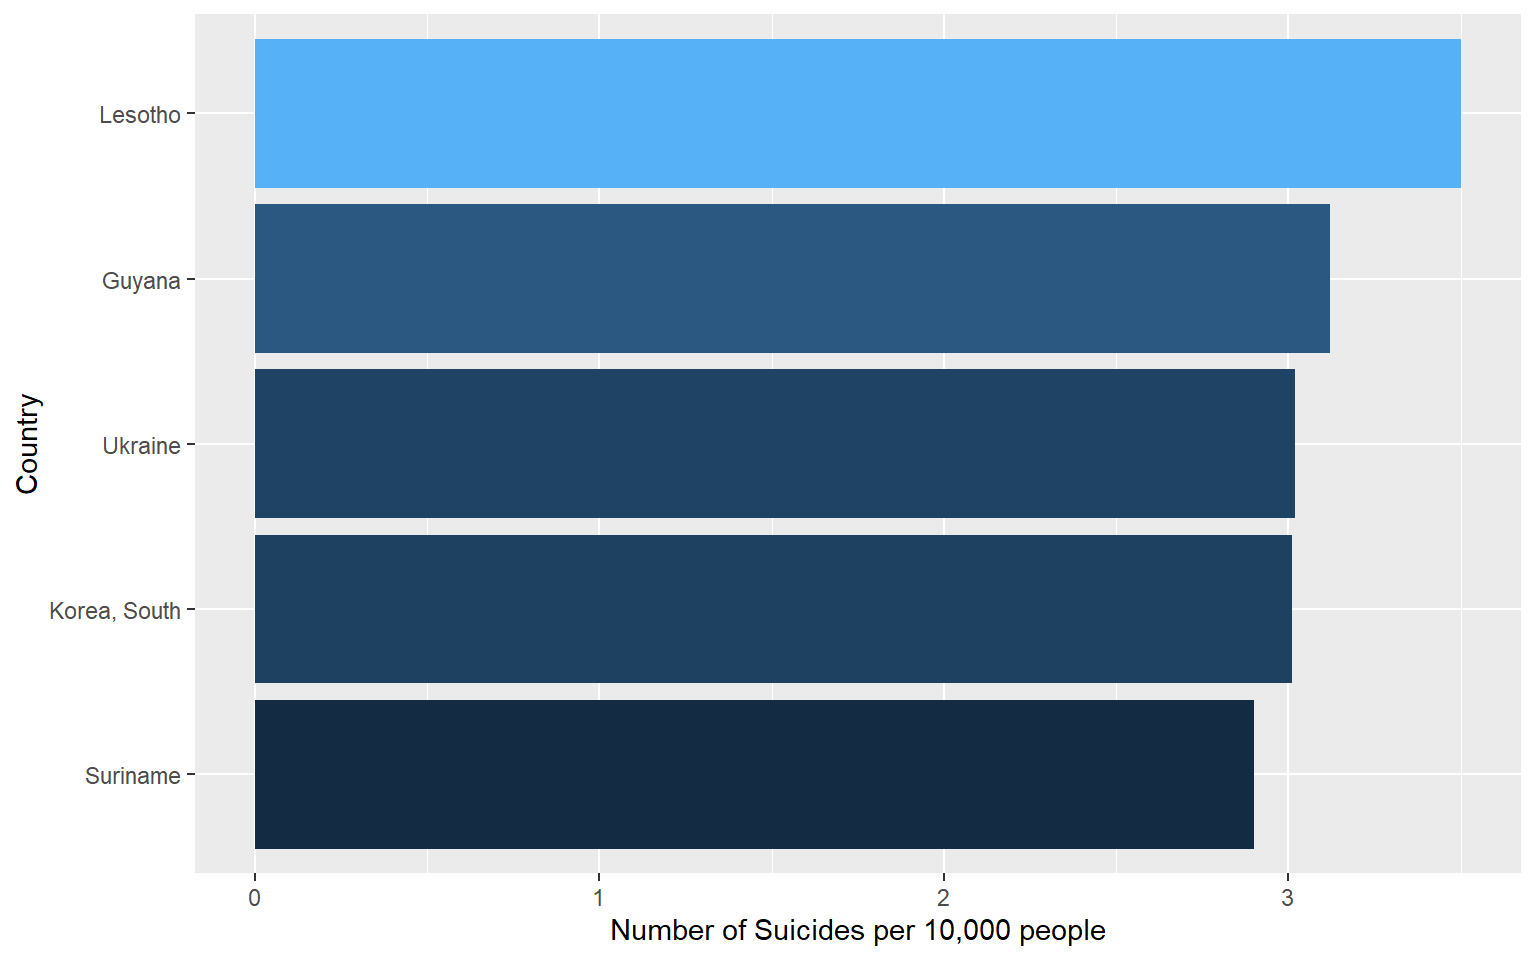 Lesotho
Guyana
Ukraine
Korea, South
Suriname
Country
0 1 2 3
Number of Suicides per 10,000 people